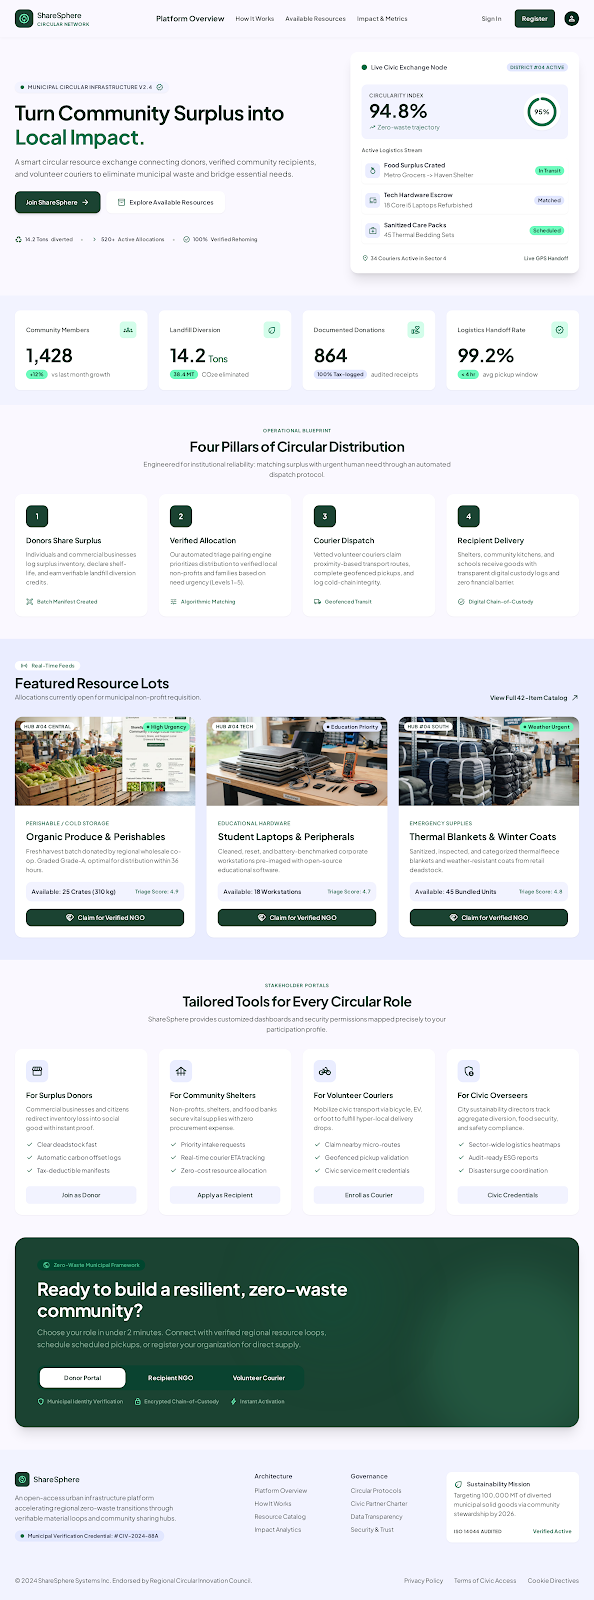 ShareSphere
CIRCULAR NETWORK
Platform Overview
How It Works
Available Resources
Impact & Metrics
Sign In
Register
MUNICIPAL CIRCULAR INFRASTRUCTURE V2.4
Turn Community Surplus into
Local Impact.
A smart circular resource exchange connecting donors, verified community recipients,
and volunteer couriers to eliminate municipal waste and bridge essential needs.
Join ShareSphere
Explore Available Resources
14.2 Tons diverted
520+ Active Allocations
100% Verified Rehoming
Live Civic Exchange Node
DISTRICT #04 ACTIVE
CIRCULARITY INDEX
94.8%
Zero-waste trajectory
95%
Active Logistics Stream
Food Surplus Crated
Metro Grocers -> Haven Shelter
In Transit
Tech Hardware Escrow
18 Core i5 Laptops Refurbished
Matched
Sanitized Care Packs
45 Thermal Bedding Sets
Scheduled
34 Couriers Active in Sector 4
Live GPS Handoff
Community Members
1,428
+12% vs last month growth
Landfill Diversion
14.2 Tons
38.4 MT CO2e eliminated
Documented Donations
864
100% Tax-logged audited receipts
Logistics Handoff Rate
99.2%
< 4 hr avg pickup window
OPERATIONAL BLUEPRINT
Four Pillars of Circular Distribution
Engineered for institutional reliability: matching surplus with urgent human need through an automated
dispatch protocol.
1
Donors Share Surplus
Individuals and commercial businesses
log surplus inventory, declare shelf-
life, and earn verifiable landfill diversion
credits.
Batch Manifest Created
2
Verified Allocation
Our automated triage pairing engine
prioritizes distribution to verified local
non-profits and families based on
need urgency (Levels 1-5).
Algorithmic Matching
3
Courier Dispatch
Vetted volunteer couriers claim
proximity-based transport routes,
complete geofenced pickups, and
log cold-chain integrity.
Geofenced Transit
4
Recipient Delivery
Shelters, community kitchens, and
schools receive goods with
transparent digital custody logs and
zero financial barrier.
Digital Chain-of-Custody
Real-Time Feeds
Featured Resource Lots
Allocations currently open for municipal non-profit requisition.
View Full 42-Item Catalog
HUB #04 CENTRAL
High Urgency
PERISHABLE / COLD STORAGE
Organic Produce & Perishables
Fresh harvest batch donated by regional wholesale co-
op. Graded Grade-A, optimal for distribution within 36
hours.
Available: 25 Crates (310 kg)
Triage Score: 4.9
Claim for Verified NGO
HUB #04 TECH
Education Priority
EDUCATIONAL HARDWARE
Student Laptops & Peripherals
Cleaned, reset, and battery-benchmarked corporate
workstations pre-imaged with open-source
educational software.
Available: 18 Workstations
Triage Score: 4.7
Claim for Verified NGO
HUB #04 SOUTH
Weather Urgent
EMERGENCY SUPPLIES
Thermal Blankets & Winter Coats
Sanitized, inspected, and categorized thermal fleece
blankets and weather-resistant coats from retail
deadstock.
Available: 45 Bundled Units
Triage Score: 4.8
Claim for Verified NGO
STAKEHOLDER PORTALS
Tailored Tools for Every Circular Role
ShareSphere provides customized dashboards and security permissions mapped precisely to your
participation profile.
For Surplus Donors
Commercial businesses and citizens
redirect inventory loss into social
good with instant proof.
Clear deadstock fast
Automatic carbon offset logs
Tax-deductible manifests
Join as Donor
For Community Shelters
Non-profits, shelters, and food banks
secure vital supplies with zero
procurement expense.
Priority intake requests
Real-time courier ETA tracking
Zero-cost resource allocation
Apply as Recipient
For Volunteer Couriers
Mobilize civic transport via bicycle, EV,
or foot to fulfill hyper-local delivery
drops.
Claim nearby micro-routes
Geofenced pickup validation
Civic service merit credentials
Enroll as Courier
For Civic Overseers
City sustainability directors track
aggregate diversion, food security,
and safety compliance.
Sector-wide logistics heatmaps
Audit-ready ESG reports
Disaster surge coordination
Civic Credentials
Zero-Waste Municipal Framework
Ready to build a resilient, zero-waste
community?
Choose your role in under 2 minutes. Connect with verified regional resource loops,
schedule scheduled pickups, or register your organization for direct supply.
Donor Portal
Recipient NGO
Volunteer Courier
Municipal Identity Verification
Encrypted Chain-of-Custody
Instant Activation
ShareSphere
An open-access urban infrastructure platform
accelerating regional zero-waste transitions through
verifiable material loops and community sharing hubs.
Municipal Verification Credential: #CIV-2024-88A
Architecture
Platform Overview
How It Works
Resource Catalog
Impact Analytics
Governance
Circular Protocols
Civic Partner Charter
Data Transparency
Security & Trust
Sustainability Mission
Targeting 100,000 MT of diverted
municipal solid goods via community
stewardship by 2026.
ISO 14044 AUDITED
Verified Active
© 2024 ShareSphere Systems Inc. Endorsed by Regional Circular Innovation Council.
Privacy Policy
Terms of Civic Access
Cookie Directives